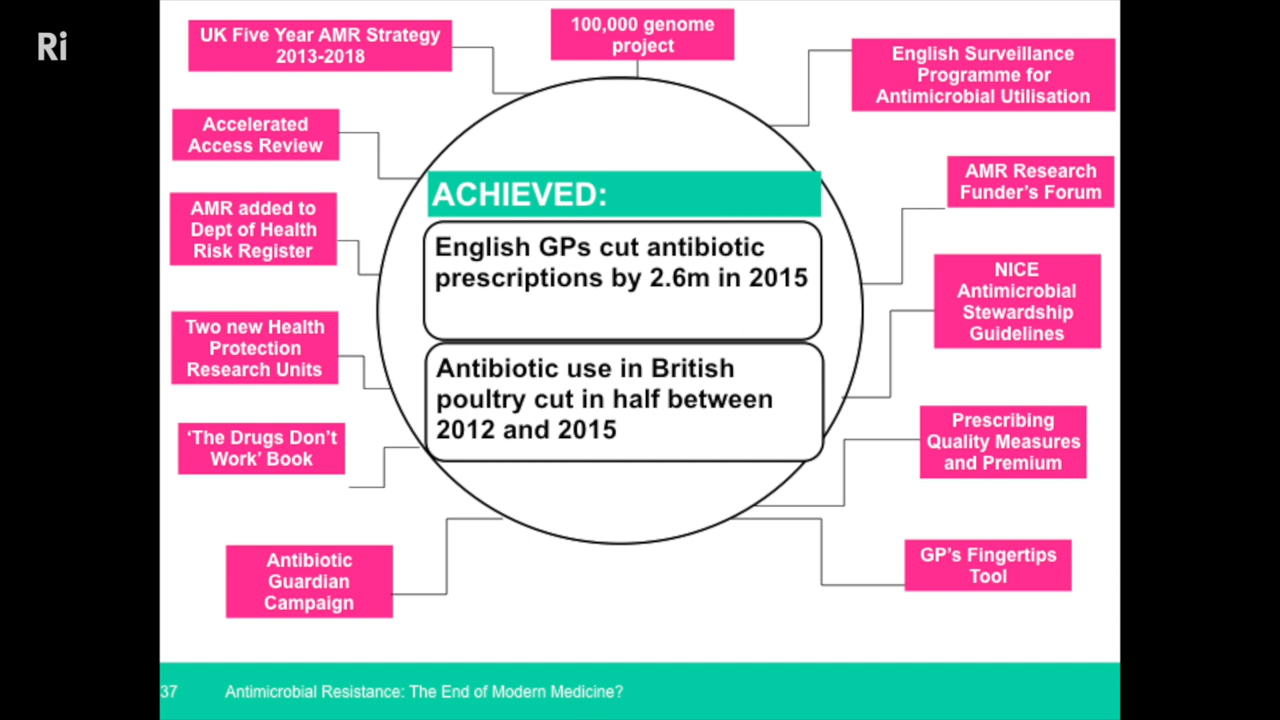 Ri
UK Five Year AMR Strategy
2013-2018
100,000 genome
project
English Surveillance
Programme for
Antimicrobial Utilisation
Accelerated
Access Review
AMR Research
Funder's Forum
AMR added to
Dept of Health
Risk Register
NICE
Antimicrobial
Stewardship
Guidelines
Two new Health
Protection
Research Units
Prescribing
Quality Measures
and Premium
‘The Drugs Don’t
Work’ Book
GP’s Fingertips
Tool
Antibiotic
Guardian
Campaign
ACHIEVED:
English GPs cut antibiotic
prescriptions by 2.6m in 2015
Antibiotic use in British
poultry cut in half between
2012 and 2015
37 Antimicrobial Resistance: The End of Modern Medicine?